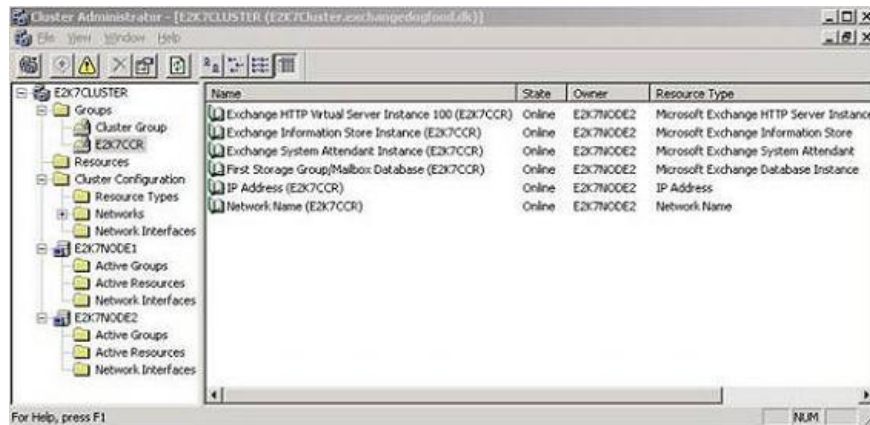 Cluster Administrator - [E2K7CLUSTER (E2K7Cluster.exchangedogfood.dk)]
File View Window Help
E2K7CLUSTER
Groups
Cluster Group
E2K7CCR
Resources
Cluster Configuration
Resource Types
Networks
Network Interfaces
E2K7NODE1
Active Groups
Active Resources
Network Interfaces
E2K7NODE2
Active Groups
Active Resources
Network Interfaces
Name State Owner Resource Type
Exchange HTTP Virtual Server Instance 100 (E2K7CCR) Online E2K7NODE2 Microsoft Exchange HTTP Server Instance
Exchange Information Store Instance (E2K7CCR) Online E2K7NODE2 Microsoft Exchange Information Store
Exchange System Attendant Instance (E2K7CCR) Online E2K7NODE2 Microsoft Exchange System Attendant
First Storage Group/Mailbox Database (E2K7CCR) Online E2K7NODE2 Microsoft Exchange Database Instance
IP Address (E2K7CCR) Online E2K7NODE2 IP Address
Network Name (E2K7CCR) Online E2K7NODE2 Network Name
For Help, press F1
NUM